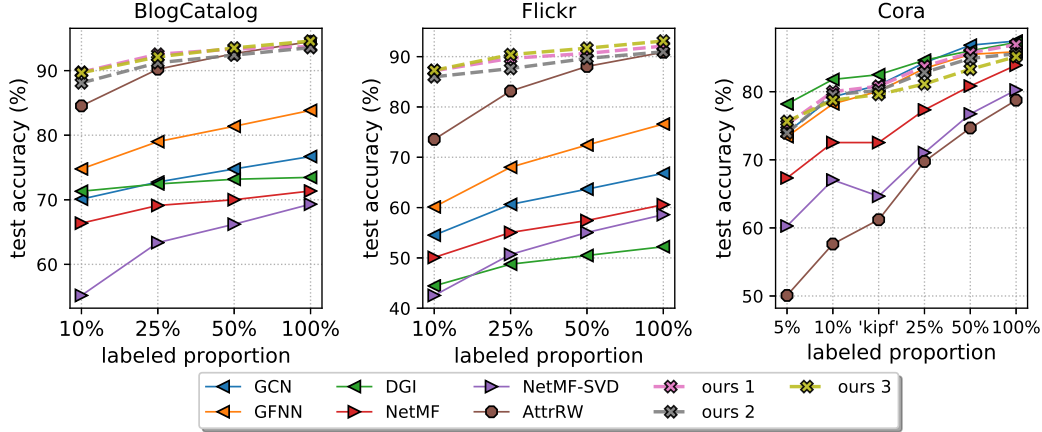 BlogCatalog
Flickr
Cora
test accuracy (%)
90
80
70
60
10% 25% 50% 100%
labeled proportion
test accuracy (%)
90
80
70
60
50
40
10% 25% 50% 100%
labeled proportion
test accuracy (%)
80
70
60
50
5% 10% 'kipf' 25% 50% 100%
labeled proportion
GCN DGI NetMF-SVD ours 1 ours 3
GFNN NetMF AttrRW ours 2